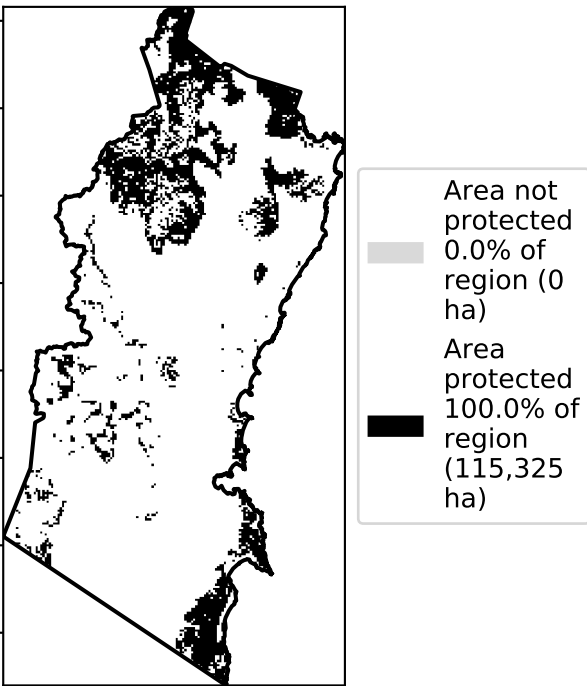 Area not
protected
0.0% of
region (0
ha)
Area
protected
100.0% of
region
(115,325
ha)